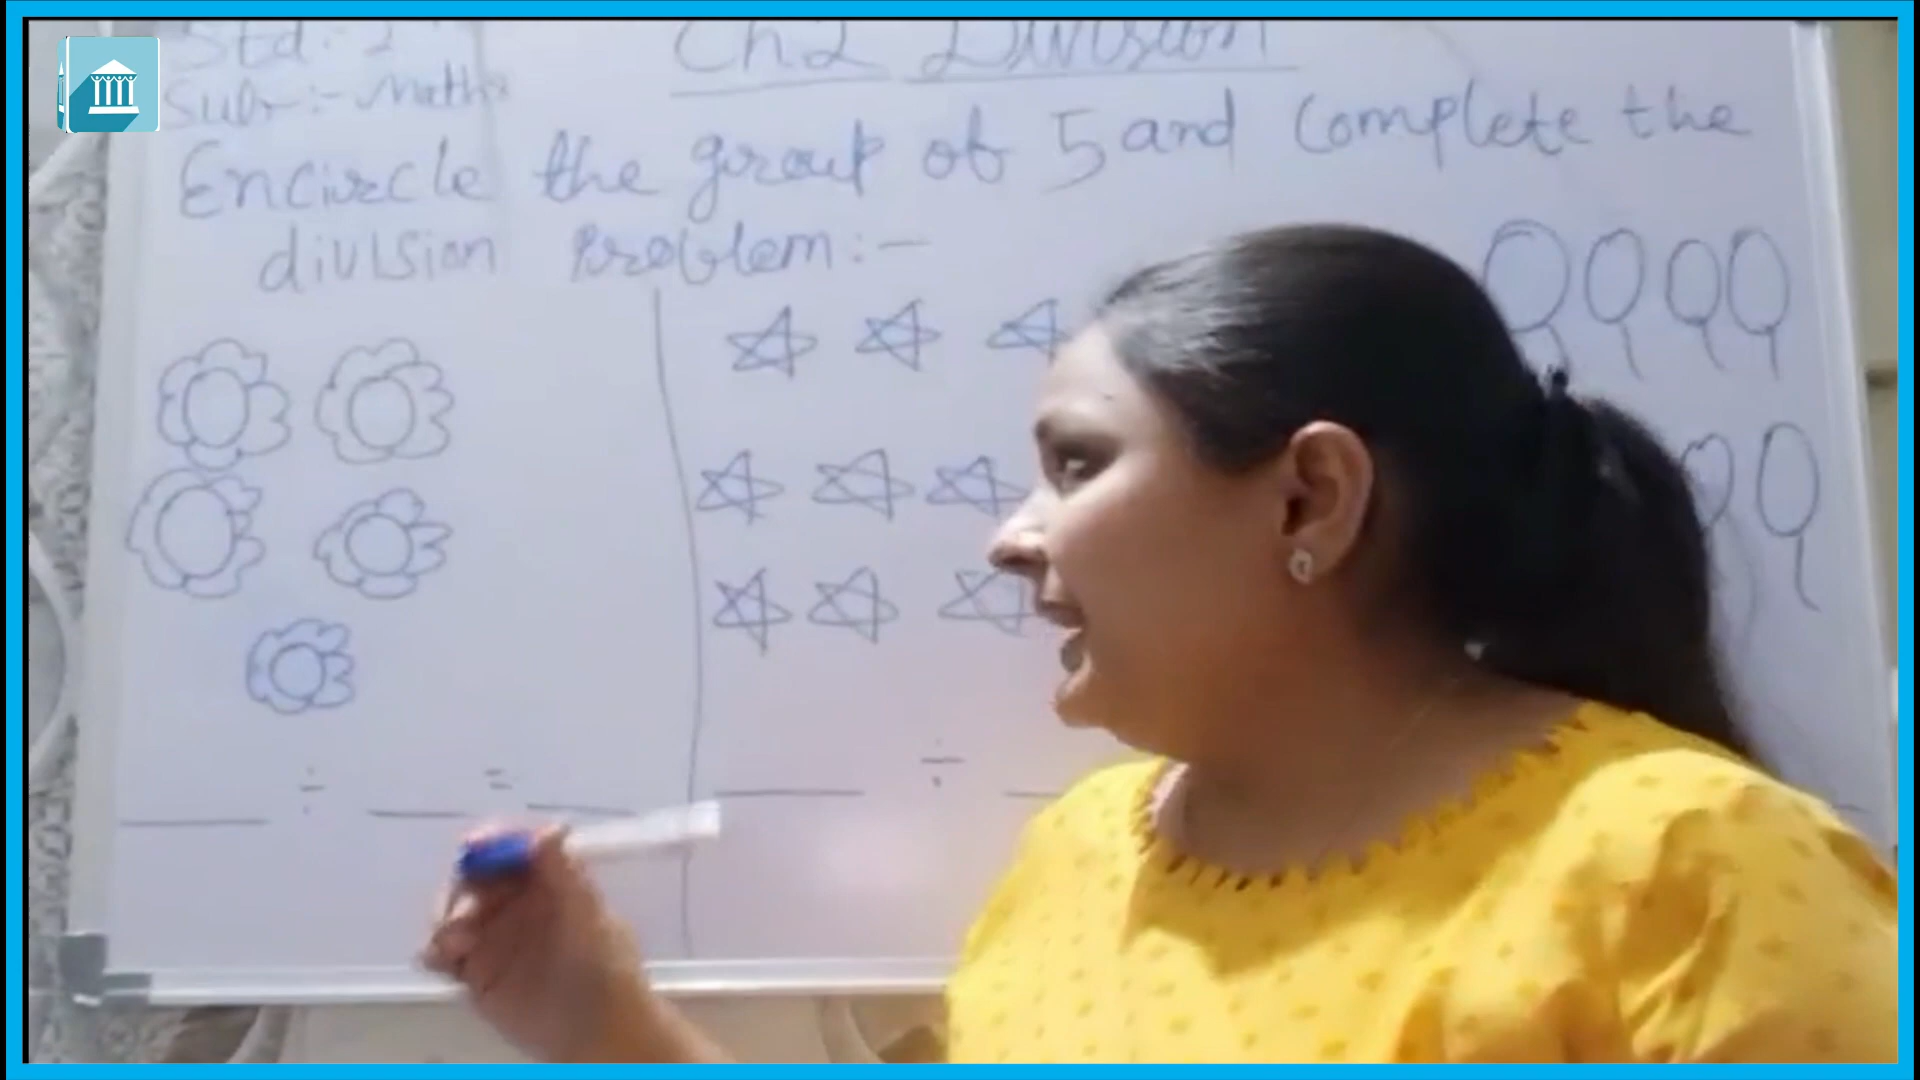 Std:- 2
Ch 2 Division
Sub:- Maths
Encircle the group of 5 and complete the
division Problem:-
÷ =
÷